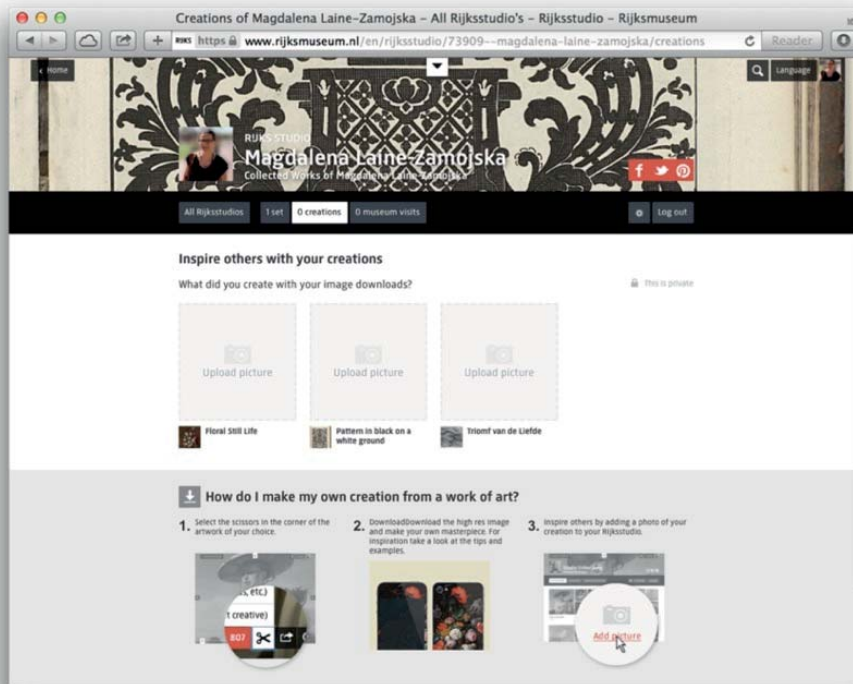 Creations of Magdalena Laine-Zamojska – All Rijksstudio's – Rijksstudio – Rijksmuseum
RIJKS https www.rijksmuseum.nl/en/rijksstudio/73909--magdalena-laine-zamojska/creations
Reader
Home
Language
RIJKS STUDIO
Magdalena Laine-Zamojska
Collected Works of Magdalena Laine-Zamojska
All Rijksstudios 1 set 0 creations 0 museum visits
Log out
Inspire others with your creations
What did you create with your image downloads?
This is private
Upload picture Upload picture Upload picture
Floral Still Life
Pattern in black on a
white ground
Triomf van de Liefde
How do I make my own creation from a work of art?
1. Select the scissors in the corner of the
artwork of your choice.
2. DownloadDownload the high res image
and make your own masterpiece. For
inspiration take a look at the tips and
examples.
3. Inspire others by adding a photo of your
creation to your Rijksstudio.
s, etc.)
t creative)
807
Add picture